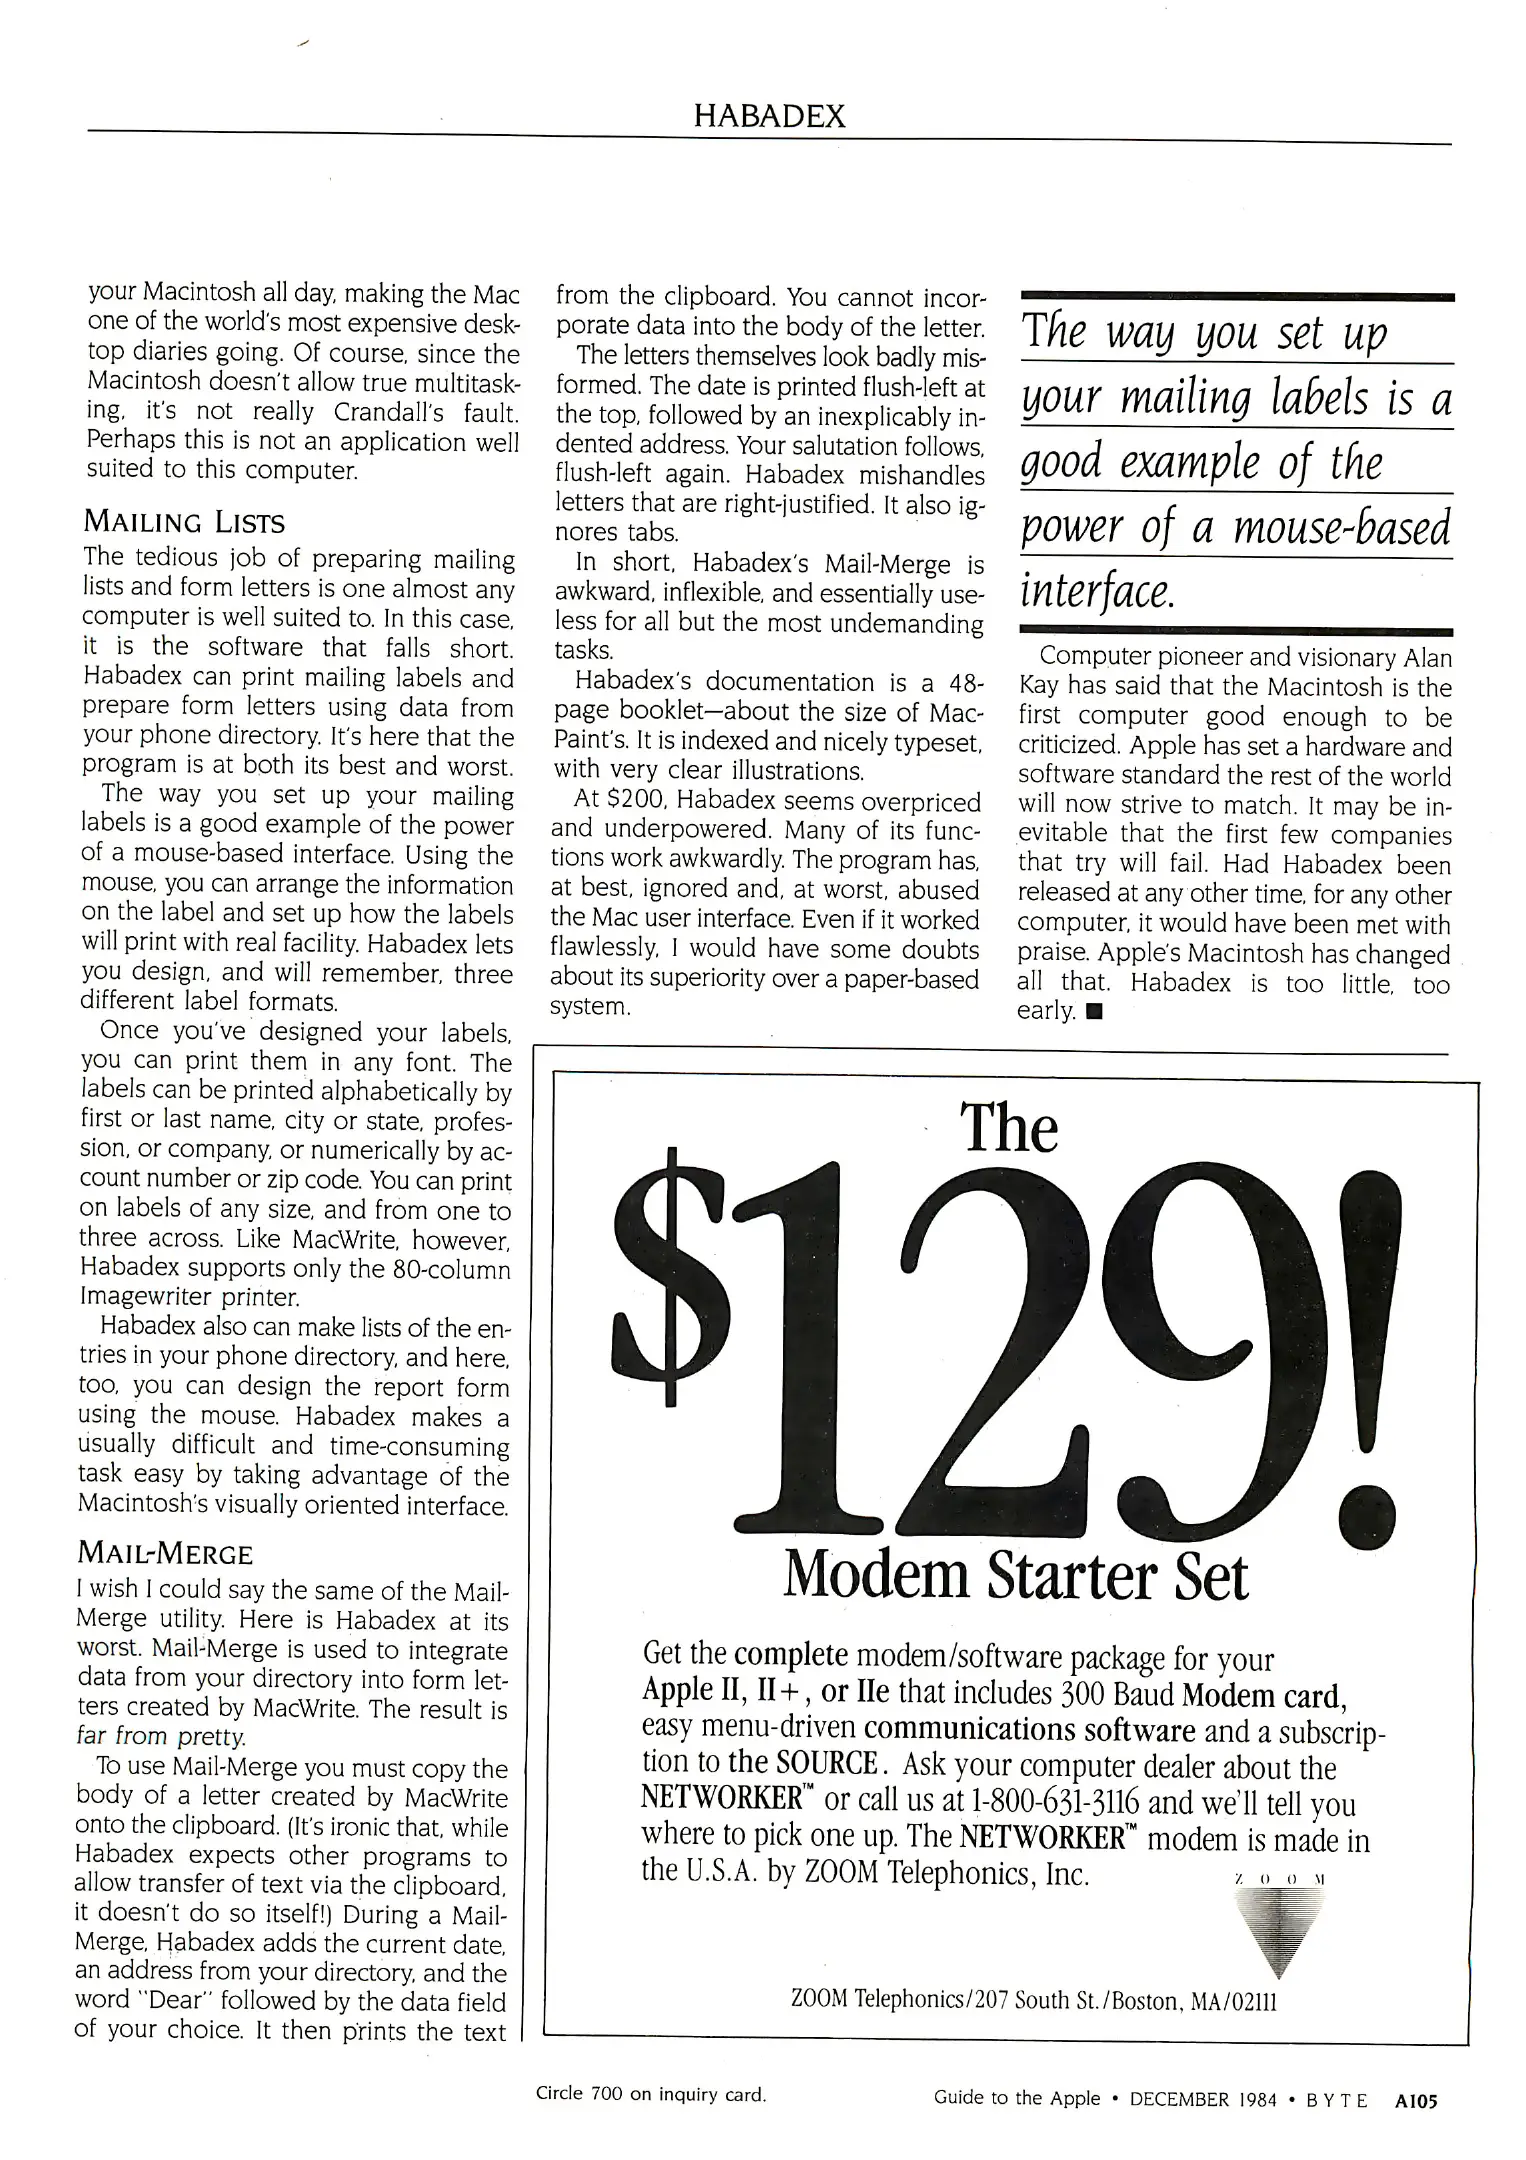 HABADEX
your Macintosh all day, making the Mac
one of the world's most expensive desk-
top diaries going. Of course, since the
Macintosh doesn't allow true multitask-
ing, it's not really Crandall's fault.
Perhaps this is not an application well
suited to this computer.
MAILING LISTS
The tedious job of preparing mailing
lists and form letters is one almost any
computer is well suited to. In this case,
it is the software that falls short.
Habadex can print mailing labels and
prepare form letters using data from
your phone directory. It's here that the
program is at both its best and worst.
The way you set up your mailing
labels is a good example of the power
of a mouse-based interface. Using the
mouse, you can arrange the information
on the label and set up how the labels
will print with real facility. Habadex lets
you design, and will remember, three
different label formats.
Once you've designed your labels,
you can print them in any font. The
labels can be printed alphabetically by
first or last name, city or state, profes-
sion, or company, or numerically by ac-
count number or zip code. You can print
on labels of any size, and from one to
three across. Like MacWrite, however,
Habadex supports only the 80-column
Imagewriter printer.
Habadex also can make lists of the en-
tries in your phone directory, and here,
too, you can design the report form
using the mouse. Habadex makes a
usually difficult and time-consuming
task easy by taking advantage of the
Macintosh's visually oriented interface.
MAIL-MERGE
I wish I could say the same of the Mail-
Merge utility. Here is Habadex at its
worst. Mail-Merge is used to integrate
data from your directory into form let-
ters created by MacWrite. The result is
far from pretty.
To use Mail-Merge you must copy the
body of a letter created by MacWrite
onto the clipboard. (It's ironic that, while
Habadex expects other programs to
allow transfer of text via the clipboard,
it doesn't do so itself!) During a Mail-
Merge, Habadex adds the current date,
an address from your directory, and the
word "Dear" followed by the data field
of your choice. It then prints the text
from the clipboard. You cannot incor-
porate data into the body of the letter.
The letters themselves look badly mis-
formed. The date is printed flush-left at
the top, followed by an inexplicably in-
dented address. Your salutation follows,
flush-left again. Habadex mishandles
letters that are right-justified. It also ig-
nores tabs.
In short, Habadex's Mail-Merge is
awkward, inflexible, and essentially use-
less for all but the most undemanding
tasks.
Habadex's documentation is a 48-
page booklet—about the size of Mac-
Paint's. It is indexed and nicely typeset,
with very clear illustrations.
At $200, Habadex seems overpriced
and underpowered. Many of its func-
tions work awkwardly. The program has,
at best, ignored and, at worst, abused
the Mac user interface. Even if it worked
flawlessly, I would have some doubts
about its superiority over a paper-based
system.
The way you set up
your mailing labels is a
good example of the
power of a mouse-based
interface.
Computer pioneer and visionary Alan
Kay has said that the Macintosh is the
first computer good enough to be
criticized. Apple has set a hardware and
software standard the rest of the world
will now strive to match. It may be in-
evitable that the first few companies
that try will fail. Had Habadex been
released at any other time, for any other
computer, it would have been met with
praise. Apple's Macintosh has changed
all that. Habadex is too little, too
early. ■
The
$129!
Modem Starter Set
Get the complete modem/software package for your
Apple II, II+, or IIe that includes 300 Baud Modem card,
easy menu-driven communications software and a subscrip-
tion to the SOURCE. Ask your computer dealer about the
NETWORKER™ or call us at 1-800-631-3116 and we'll tell you
where to pick one up. The NETWORKER™ modem is made in
the U.S.A. by ZOOM Telephonics, Inc.
ZOOM
ZOOM Telephonics/207 South St./Boston, MA/02111
Circle 700 on inquiry card.
Guide to the Apple • DECEMBER 1984 • BYTE A105